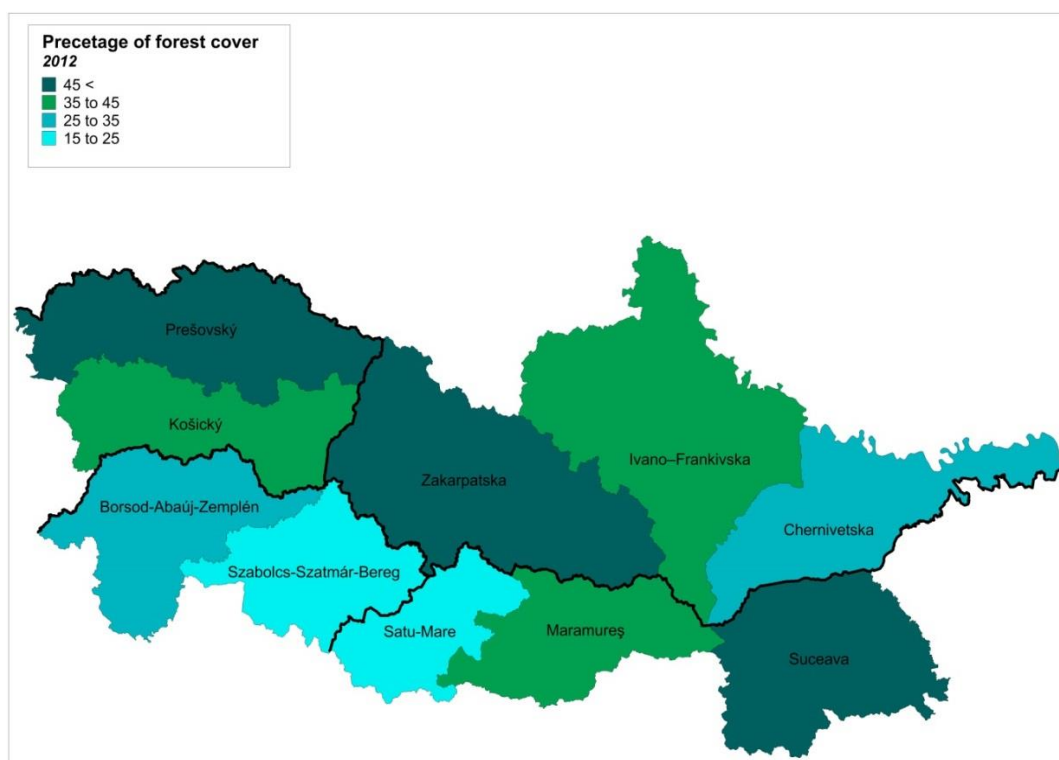 Precetage of forest cover
2012
45 <
35 to 45
25 to 35
15 to 25
Prešovský
Košický
Zakarpatska
Ivano–Frankivska
Borsod-Abaúj-Zemplén
Chernivetska
Szabolcs-Szatmár-Bereg
Satu-Mare
Maramureş
Suceava